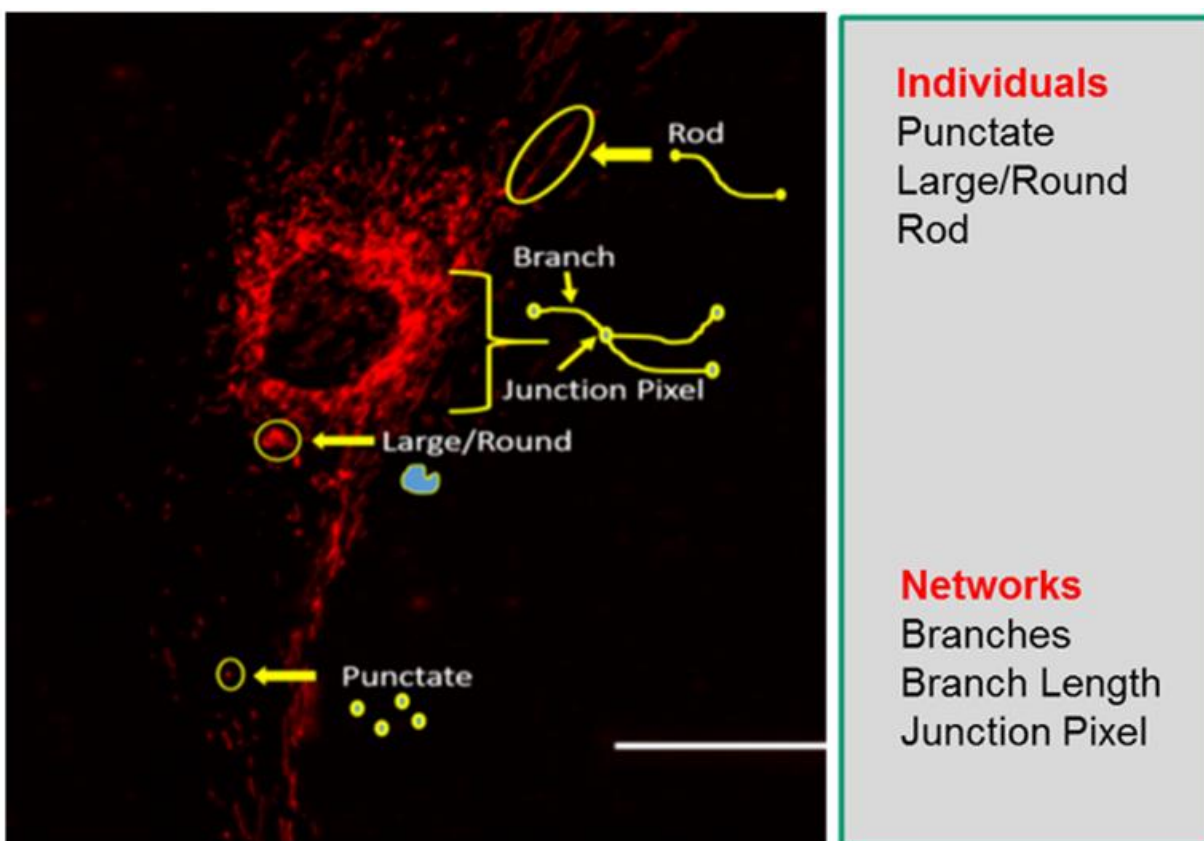 Rod
Branch
Junction Pixel
Large/Round
Punctate
Individuals
Punctate
Large/Round
Rod
Networks
Branches
Branch Length
Junction Pixel